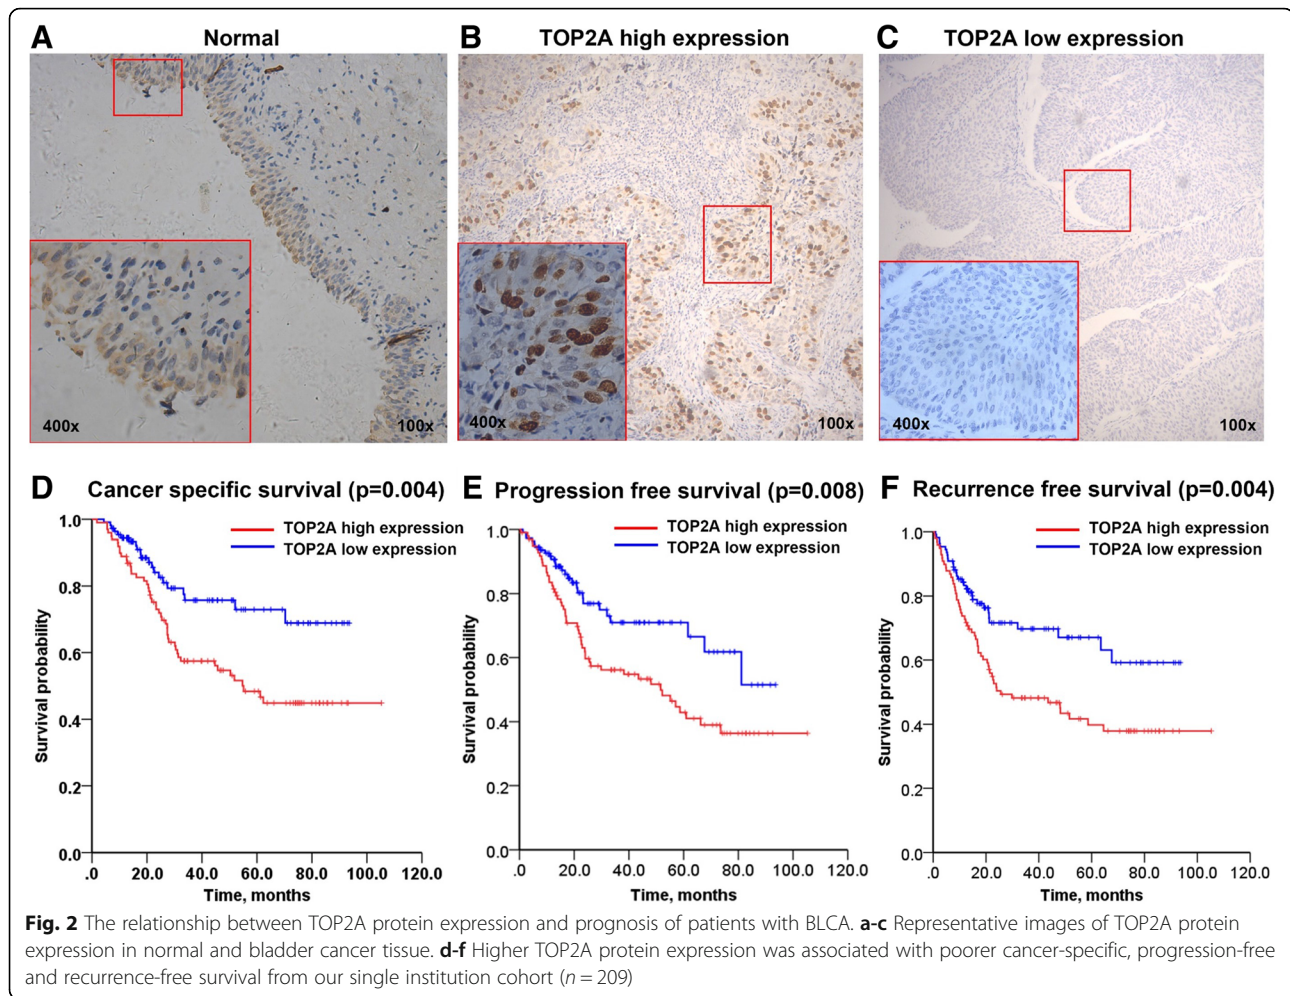 A Normal
B TOP2A high expression
C TOP2A low expression
400x
100x
400x
100x
400x
100x
D Cancer specific survival (p=0.004)
TOP2A high expression
TOP2A low expression
Survival probability
1.0
0.8
0.6
0.4
0.2
0.0
.0 20.0 40.0 60.0 80.0 100.0 120.0
Time, months
E Progression free survival (p=0.008)
TOP2A high expression
TOP2A low expression
Survival probability
1.0
0.8
0.6
0.4
0.2
0.0
.0 20.0 40.0 60.0 80.0 100.0 120.0
Time, months
F Recurrence free survival (p=0.004)
TOP2A high expression
TOP2A low expression
Survival probability
1.0
0.8
0.6
0.4
0.2
0.0
.0 20.0 40.0 60.0 80.0 100.0 120.0
Time, months
Fig. 2 The relationship between TOP2A protein expression and prognosis of patients with BLCA. a-c Representative images of TOP2A protein
expression in normal and bladder cancer tissue. d-f Higher TOP2A protein expression was associated with poorer cancer-specific, progression-free
and recurrence-free survival from our single institution cohort (n = 209)